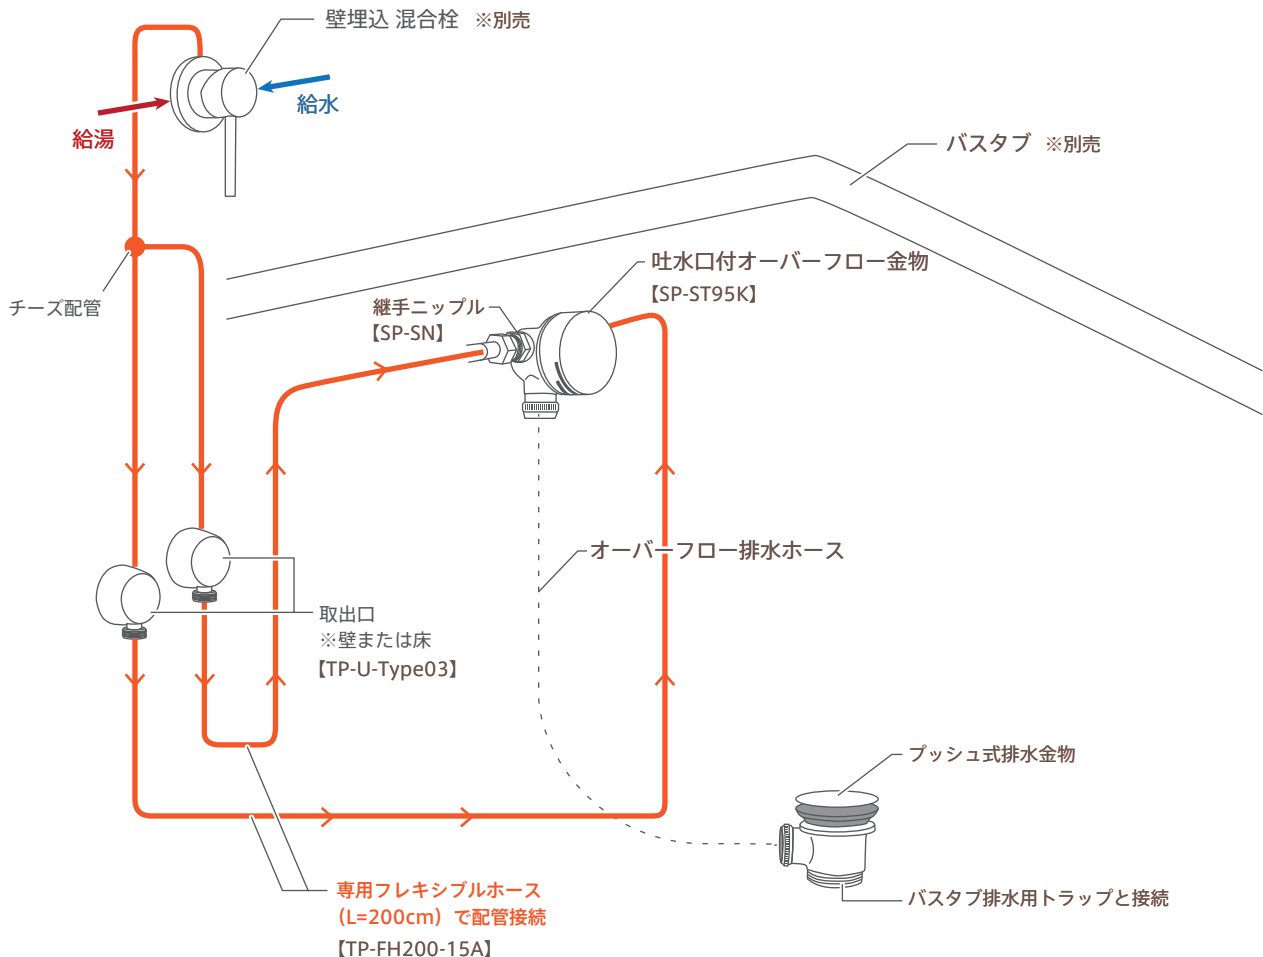 壁埋込 混合栓 ※別売
給水
給湯
バスタブ ※別売
吐水口付オーバーフロー金物
【SP-ST95K】
チーズ配管
継手ニップル
【SP-SN】
オーバーフロー排水ホース
取出口
※壁または床
【TP-U-Type03】
プッシュ式排水金物
専用フレキシブルホース
（L=200cm）で配管接続
【TP-FH200-15A】
バスタブ排水用トラップと接続